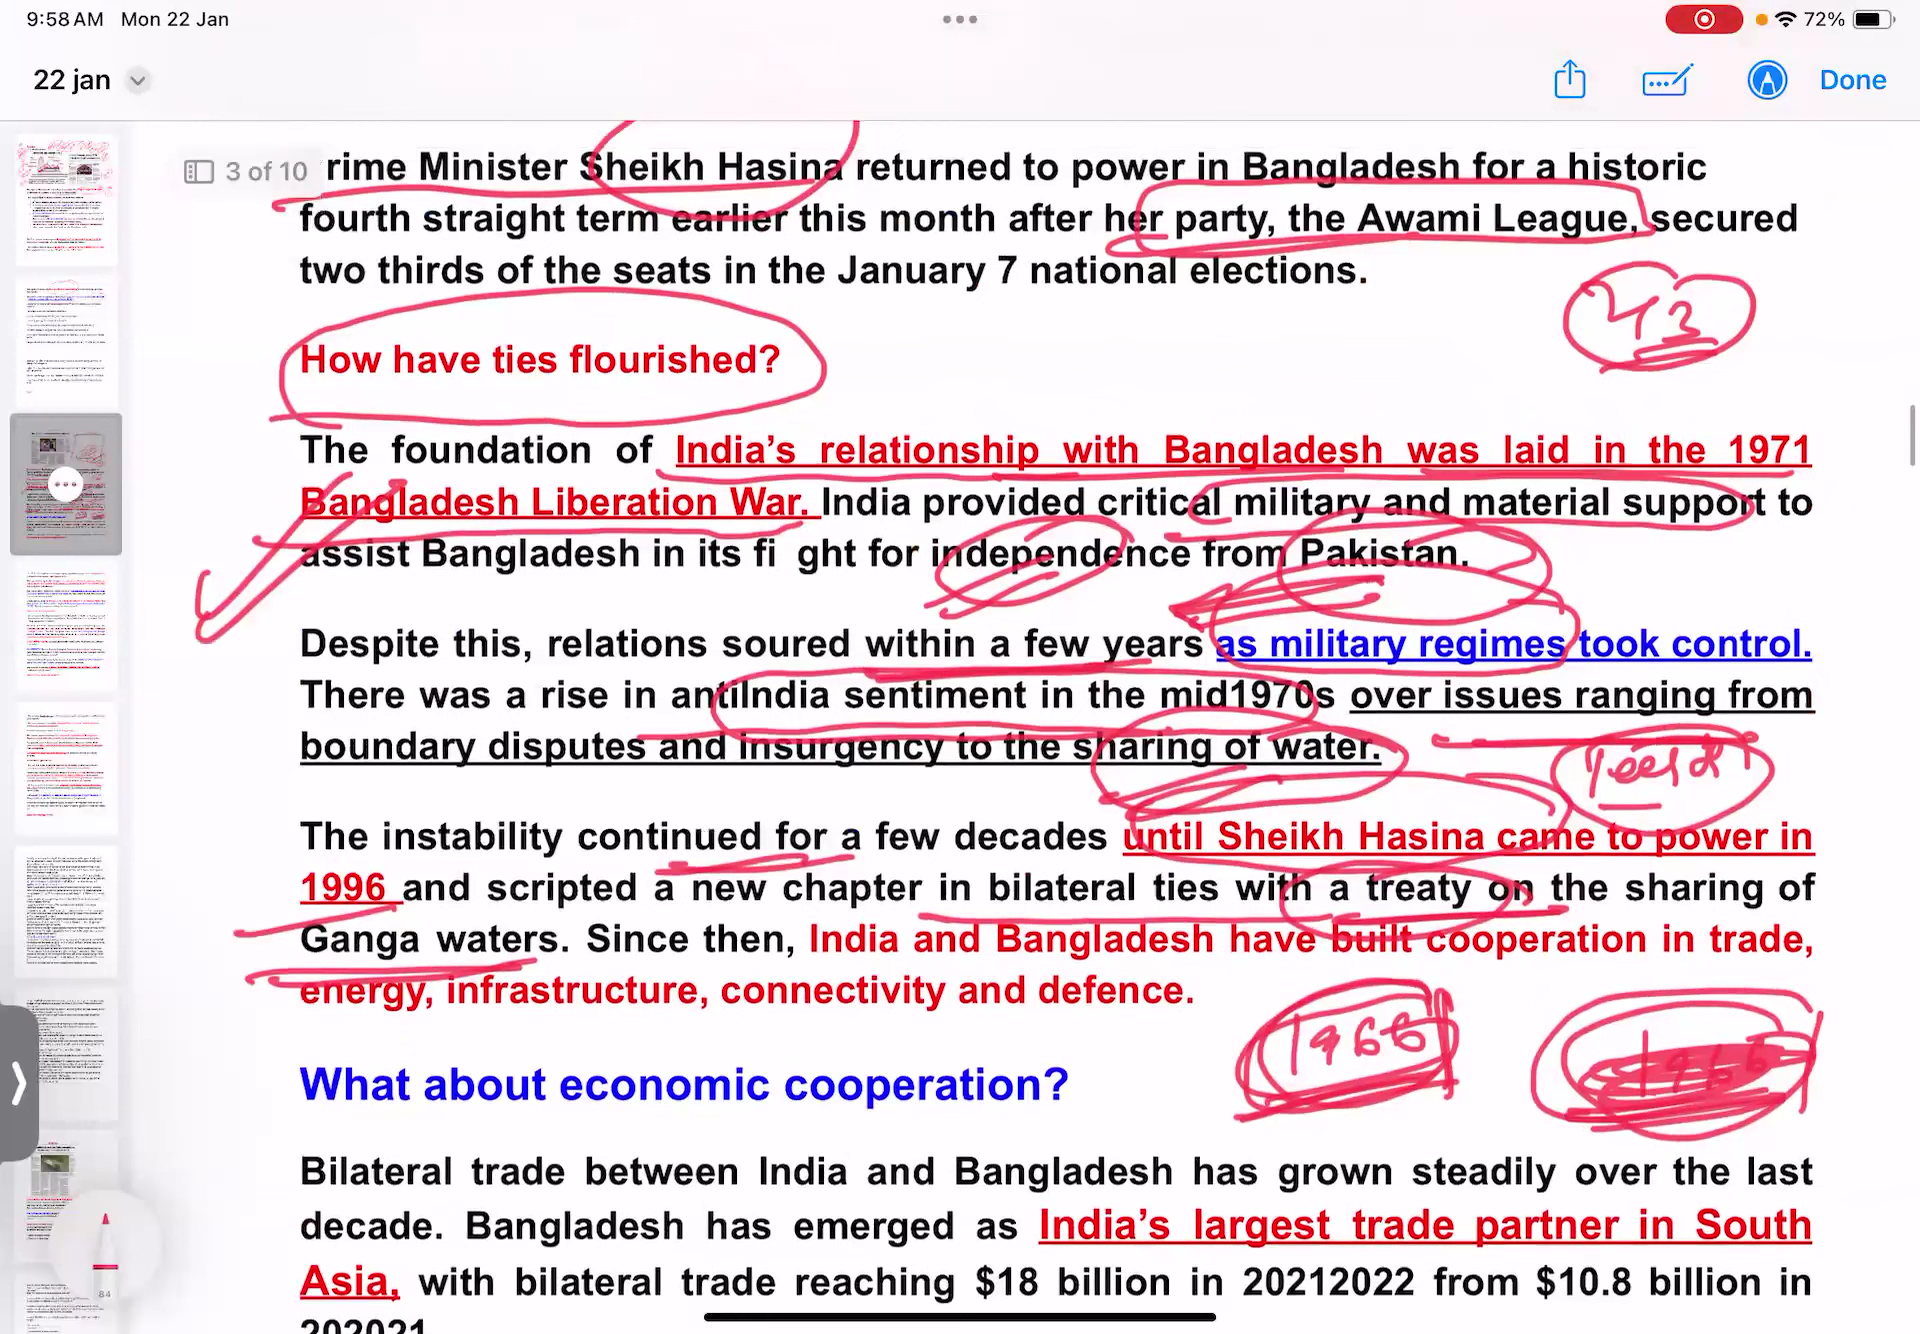 9:58 AM Mon 22 Jan
72%
22 jan
Done
3 of 10
rime Minister Sheikh Hasina returned to power in Bangladesh for a historic
fourth straight term earlier this month after her party, the Awami League, secured
two thirds of the seats in the January 7 national elections.
43
How have ties flourished?
The foundation of India’s relationship with Bangladesh was laid in the 1971
Bangladesh Liberation War. India provided critical military and material support to
assist Bangladesh in its fi ght for independence from Pakistan.
Despite this, relations soured within a few years as military regimes took control.
There was a rise in antiIndia sentiment in the mid1970s over issues ranging from
boundary disputes and insurgency to the sharing of water.
The instability continued for a few decades until Sheikh Hasina came to power in
1996 and scripted a new chapter in bilateral ties with a treaty on the sharing of
Ganga waters. Since then, India and Bangladesh have built cooperation in trade,
energy, infrastructure, connectivity and defence.
1966
1966
What about economic cooperation?
Bilateral trade between India and Bangladesh has grown steadily over the last
decade. Bangladesh has emerged as India’s largest trade partner in South
Asia, with bilateral trade reaching $18 billion in 20212022 from $10.8 billion in
202021
84